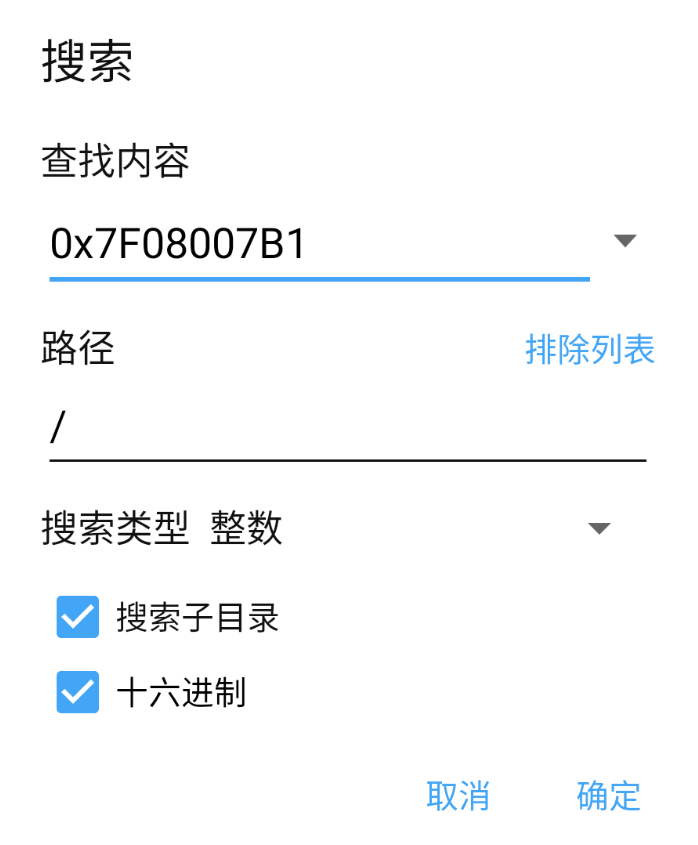 搜索
查找内容
0x7F08007B1
路径 排除列表
/
搜索类型 整数
搜索子目录
十六进制
取消 确定